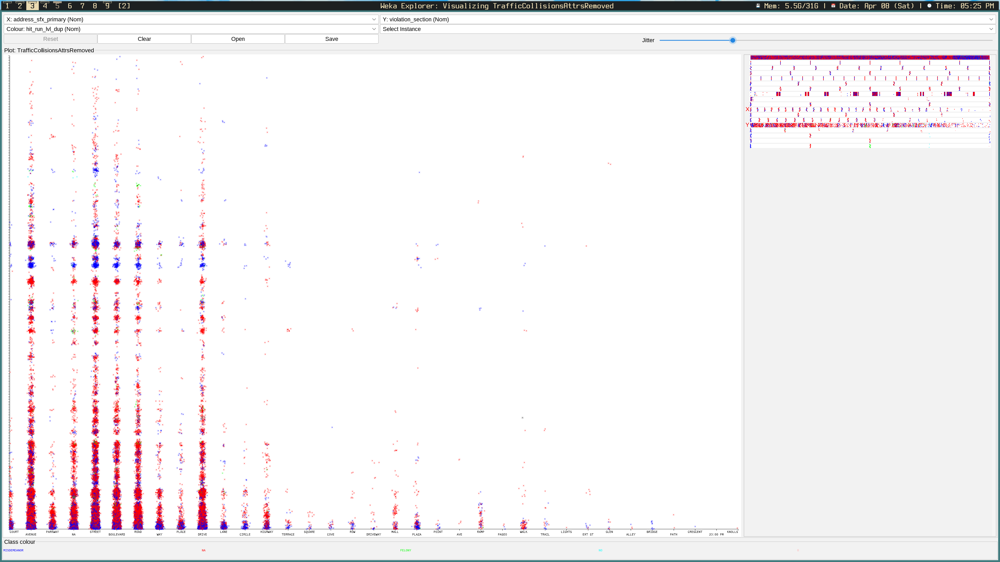 1 2 3 4 5 6 7 8 9 [2] Weka Explorer: Visualizing TrafficCollisionsAttrsRemoved Mem: 5.5G/31G | Date: Apr 08 (Sat) | Time: 05:25 PM
X: address_sfx_primary (Nom) Y: violation_section (Nom)
Colour: hit_run_lvl_dup (Nom) Select Instance
Reset Clear Open Save Jitter
Plot: TrafficCollisionsAttrsRemoved
X
Y
M
COURT PARKWAY STREET ROAD PLACE LANE HIGHWAY SQUARE ROW MALL POINT RAMP WALK LIGHTS GLEN BRIDGE CRESCENT KNOLLS
AVENUE NA BOULEVARD WAY DRIVE CIRCLE TERRACE COVE DRIVEWAY PLAZA AVE PASEO TRAIL EXT ST ALLEY PATH 23:00 PM
Class colour
MISDEMEANOR NA FELONY NO